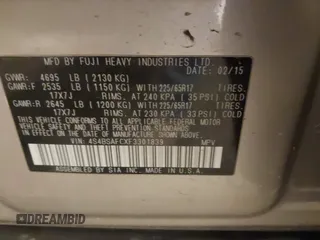 MFD BY FUJI HEAVY INDUSTRIES LTD.
GVWR: 4695 LB (2130 KG) DATE: 02/15
GAWR:F 2535 LB (1150 KG) WITH 225/65R17
17X7J RIMS, AT 240 KPA (35 PSI) COLD
GAWR:R 2645 LB (1200 KG) WITH 225/65R17
17X7J RIMS, AT 230 KPA (33 PSI) COLD
THIS VEHICLE CONFORMS TO ALL APPLICABLE FEDERAL MOTOR
VEHICLE SAFETY, BUMPER, AND THEFT PREVENTION STANDARDS
IN EFFECT ON THE DATE OF MANUFACTURE SHOWN ABOVE.
VIN: 4S4BSAFCXF3301839 MPV
ASSEMBLED BY SIA INC. MADE IN U.S.A.
© AUTOBIDMASTER